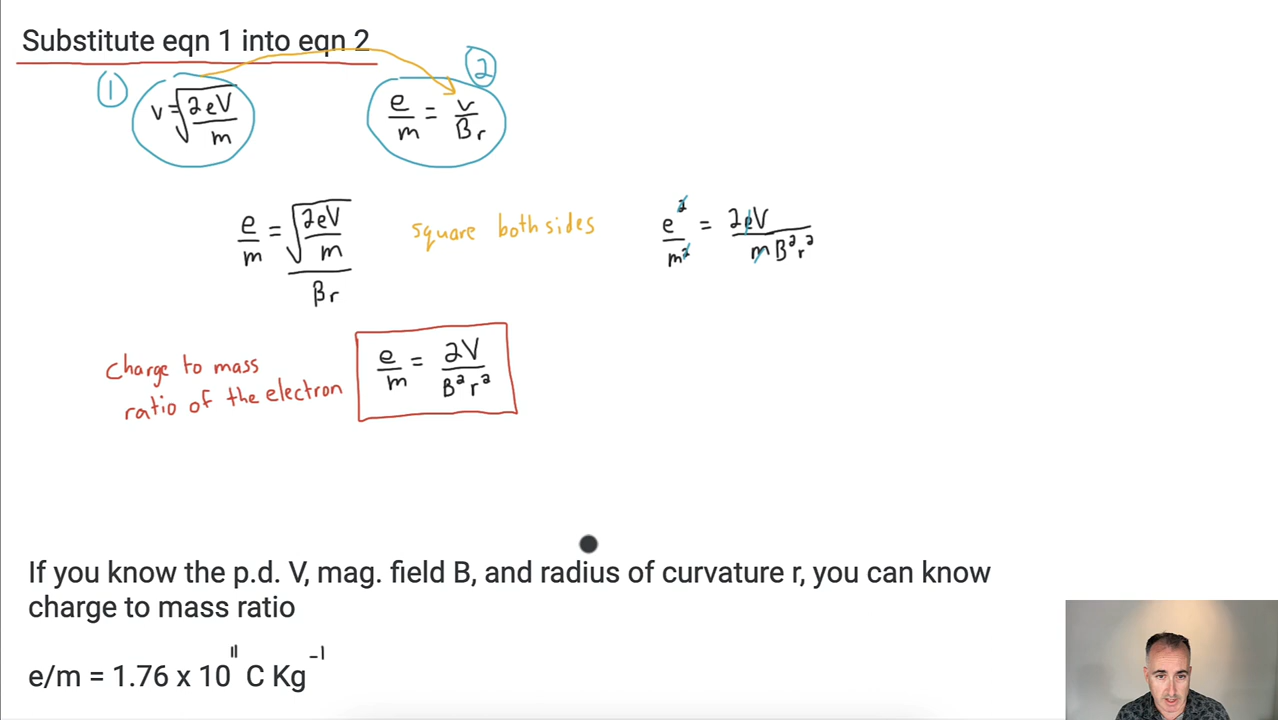 Substitute eqn 1 into eqn 2
① v = √(2eV/m) e/m = v/Br ②
e/m = √(2eV/m)/Br square both sides e²/m² = 2eV/mB²r²
charge to mass
ratio of the electron
e/m = 2V/B²r²
If you know the p.d. V, mag. field B, and radius of curvature r, you can know
charge to mass ratio
e/m = 1.76 x 10¹¹ C Kg⁻¹